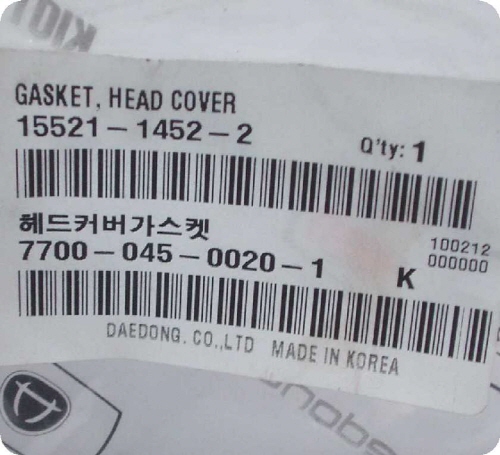 KIOTI
GASKET, HEAD COVER
15521-1452-2
Q'ty: 1
헤드커버가스켓
100212
7700-045-0020-1
K
000000
DAEDONG. CO.,LTD MADE IN KOREA